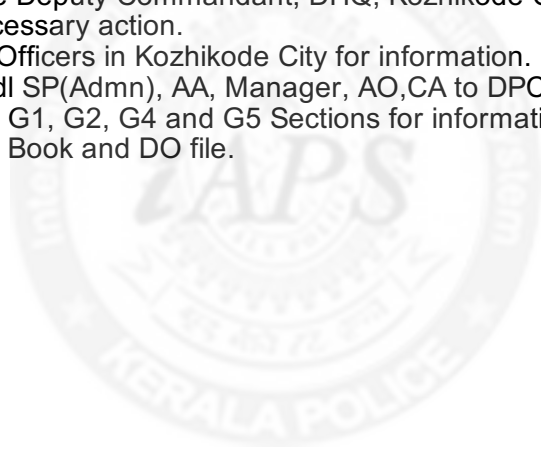 Deputy Commandant, DHQ, Kozhikode
cessary action.
Officers in Kozhikode City for information.
dl SP(Admn), AA, Manager, AO,CA to DPC
G1, G2, G4 and G5 Sections for informati
Book and DO file.
iAPS
KERALA POLICE